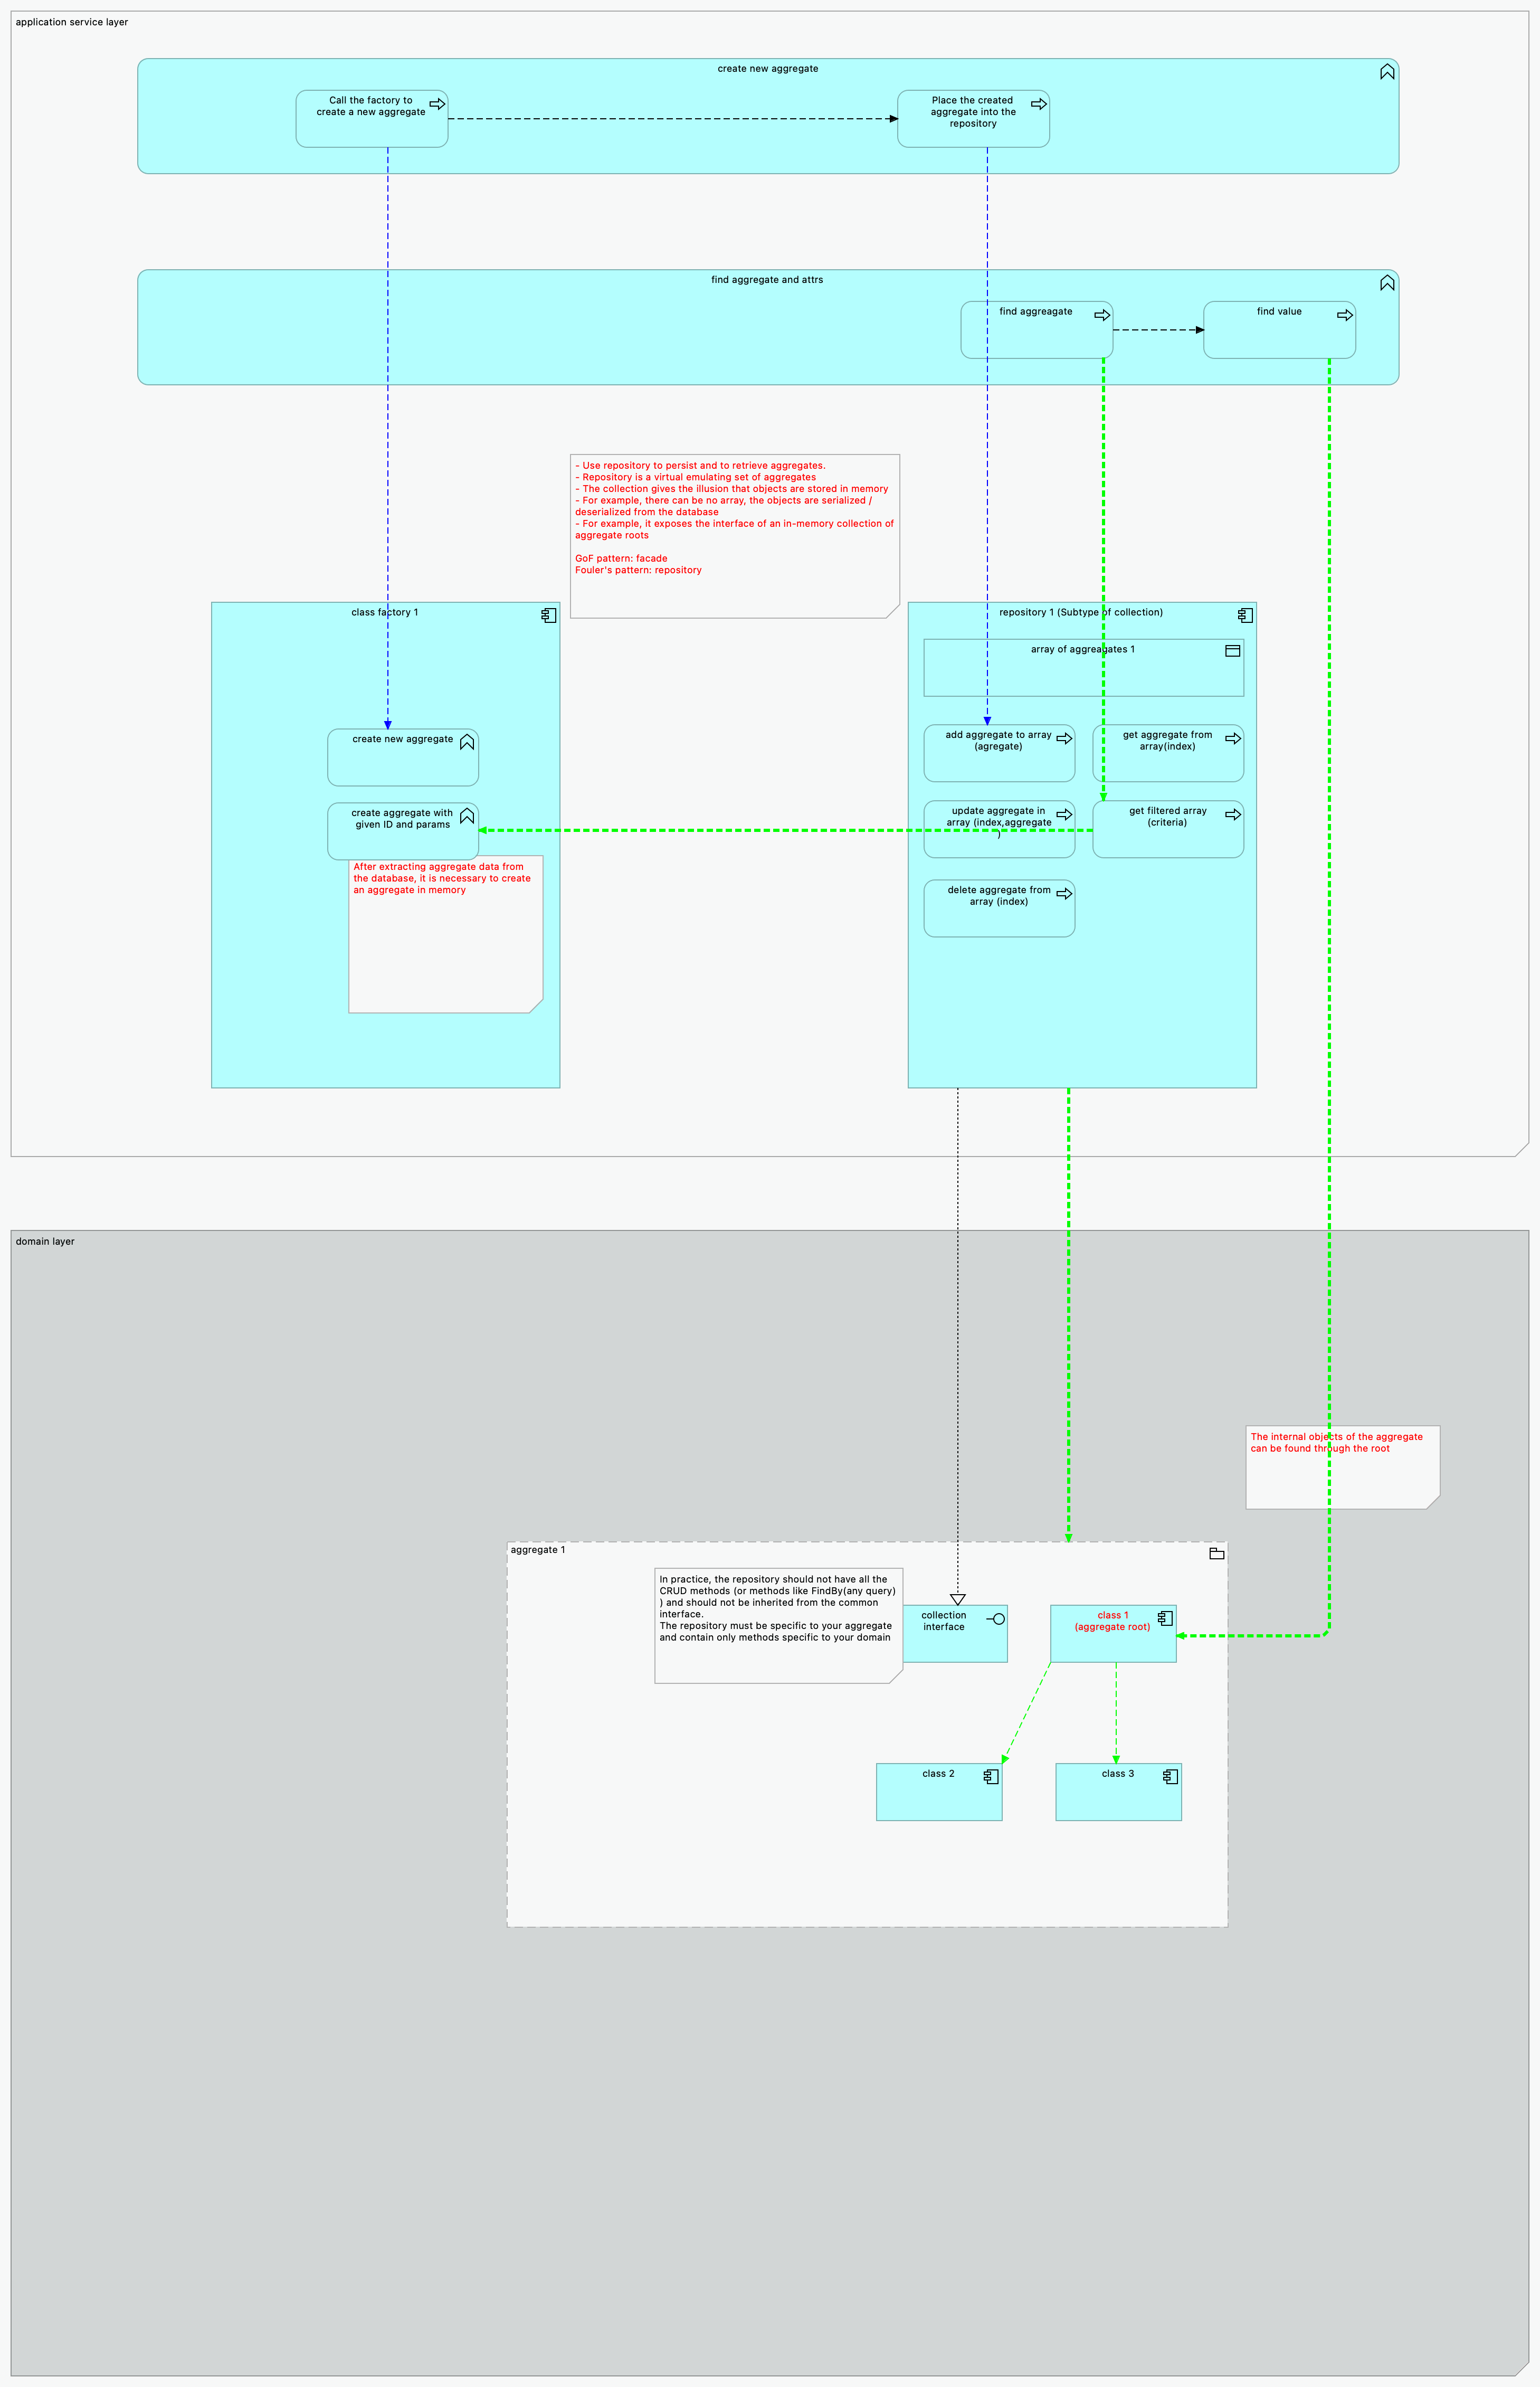 application service layer
create new aggregate
Call the factory to
create a new aggregate
Place the created
aggregate into the
repository
find aggregate and attrs
find aggreagate
find value
- Use repository to persist and to retrieve aggregates.
- Repository is a virtual emulating set of aggregates
- The collection gives the illusion that objects are stored in memory
- For example, there can be no array, the objects are serialized /
deserialized from the database
- For example, it exposes the interface of an in-memory collection of
aggregate roots
GoF pattern: facade
Fouler's pattern: repository
class factory 1
repository 1 (Subtype of collection)
array of aggreagates 1
create new aggregate
add aggregate to array
(agregate)
get aggregate from
array(index)
create aggregate with
given ID and params
update aggregate in
array (index,aggregate
)
get filtered array
(criteria)
After extracting aggregate data from
the database, it is necessary to create
an aggregate in memory
delete aggregate from
array (index)
domain layer
The internal objects of the aggregate
can be found through the root
aggregate 1
In practice, the repository should not have all the
CRUD methods (or methods like FindBy(any query)
) and should not be inherited from the common
interface.
The repository must be specific to your aggregate
and contain only methods specific to your domain
collection
interface
class 1
(aggregate root)
class 2
class 3